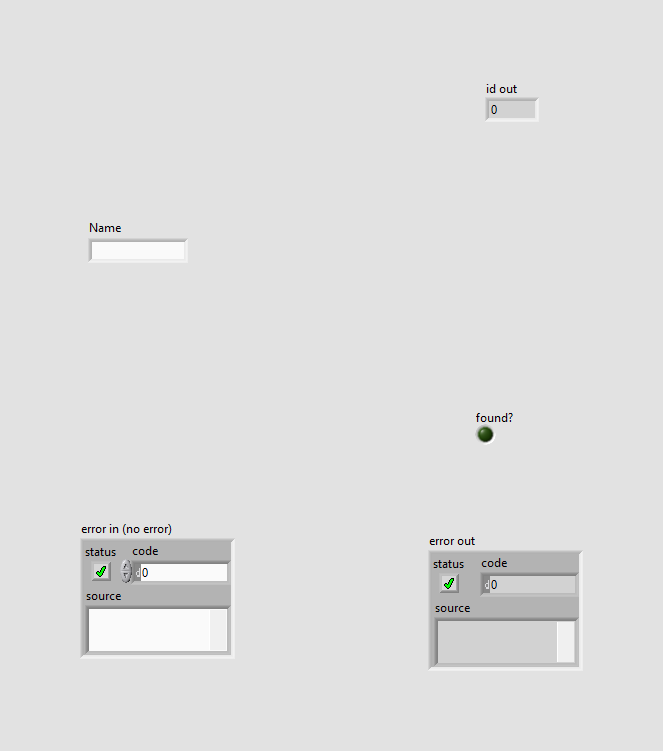 id out
0
Name
found?
error in (no error)
status code
d 0
source
error out
status code
d 0
source